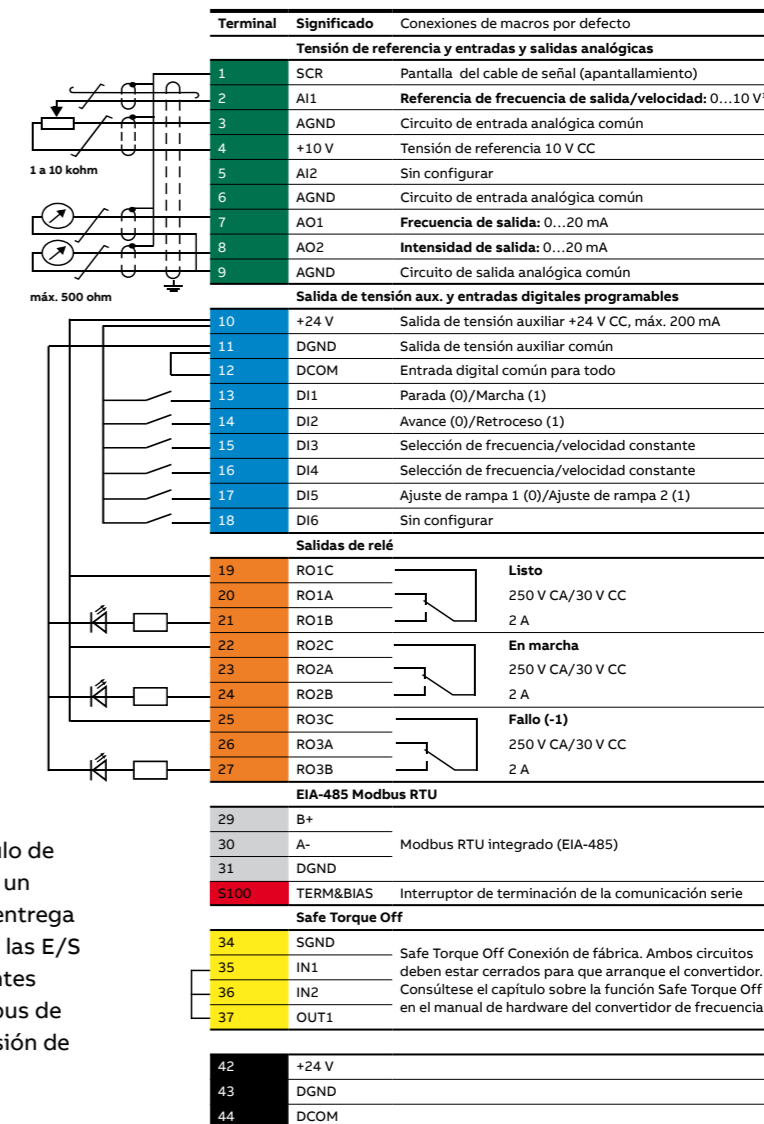 Terminal Significado Conexiones de macros por defecto
Tensión de referencia y entradas y salidas analógicas
1 SCR Pantalla del cable de señal (apantallamiento)
2 AI1 Referencia de frecuencia de salida/velocidad: 0...10 V
3 AGND Circuito de entrada analógica común
4 +10 V Tensión de referencia 10 V CC
1 a 10 kohm
5 AI2 Sin configurar
6 AGND Circuito de entrada analógica común
7 AO1 Frecuencia de salida: 0...20 mA
8 AO2 Intensidad de salida: 0...20 mA
9 AGND Circuito de salida analógica común
máx. 500 ohm
Salida de tensión aux. y entradas digitales programables
10 +24 V Salida de tensión auxiliar +24 V CC, máx. 200 mA
11 DGND Salida de tensión auxiliar común
12 DCOM Entrada digital común para todo
13 DI1 Parada (0)/Marcha (1)
14 DI2 Avance (0)/Retroceso (1)
15 DI3 Selección de frecuencia/velocidad constante
16 DI4 Selección de frecuencia/velocidad constante
17 DI5 Ajuste de rampa 1 (0)/Ajuste de rampa 2 (1)
18 DI6 Sin configurar
Salidas de relé
19 RO1C Listo
20 RO1A 250 V CA/30 V CC
21 RO1B 2 A
22 RO2C En marcha
23 RO2A 250 V CA/30 V CC
24 RO2B 2 A
25 RO3C Fallo (-1)
26 RO3A 250 V CA/30 V CC
27 RO3B 2 A
EIA-485 Modbus RTU
29 B+
30 A- Modbus RTU integrado (EIA-485)
31 DGND
S100 TERM&BIAS Interruptor de terminación de la comunicación serie
Safe Torque Off
34 SGND
35 IN1
36 IN2
37 OUT1
Safe Torque Off Conexión de fábrica. Ambos circuitos
deben estar cerrados para que arranque el convertidor.
Consúltese el capítulo sobre la función Safe Torque Off
en el manual de hardware del convertidor de frecuencia
42 +24 V
43 DGND
44 DCOM
de
un
entrega
las E/S
de
de